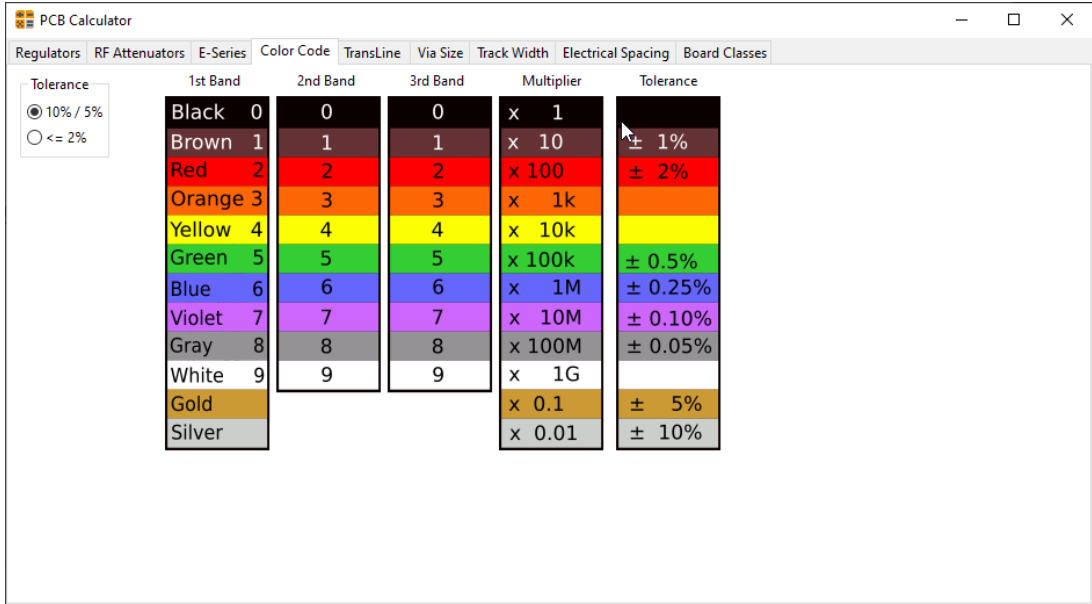 PCB Calculator
Regulators RF Attenuators E-Series Color Code TransLine Via Size Track Width Electrical Spacing Board Classes
Tolerance 1st Band 2nd Band 3rd Band Multiplier Tolerance
10% / 5%
<= 2%
Black 0 0 0 x 1
Brown 1 1 1 x 10 ± 1%
Red 2 2 2 x 100 ± 2%
Orange 3 3 3 x 1k
Yellow 4 4 4 x 10k
Green 5 5 5 x 100k ± 0.5%
Blue 6 6 6 x 1M ± 0.25%
Violet 7 7 7 x 10M ± 0.10%
Gray 8 8 8 x 100M ± 0.05%
White 9 9 9 x 1G
Gold x 0.1 ± 5%
Silver x 0.01 ± 10%